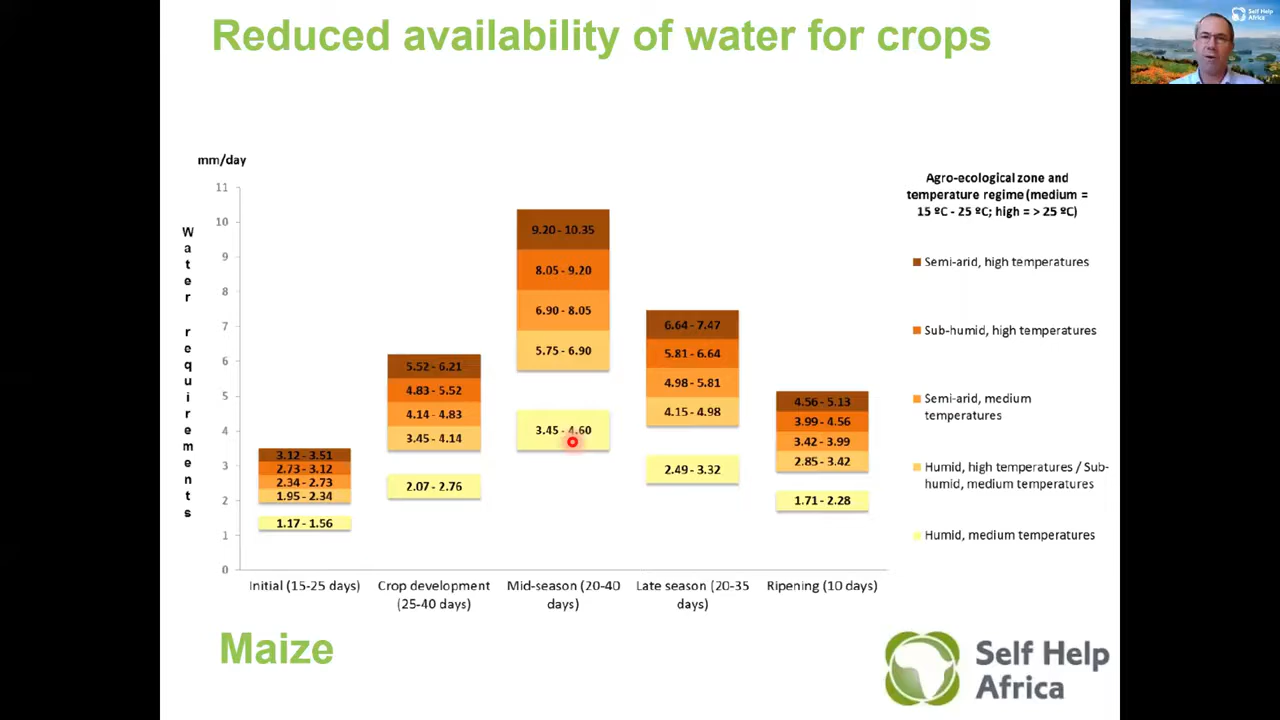 Reduced availability of water for crops
Self Help
Africa
mm/day
Water requirements
11
10
9
8
7
6
5
4
3
2
1
0
3.12 - 3.51
2.73 - 3.12
2.34 - 2.73
1.95 - 2.34
1.17 - 1.56
5.52 - 6.21
4.83 - 5.52
4.14 - 4.83
3.45 - 4.14
2.07 - 2.76
9.20 - 10.35
8.05 - 9.20
6.90 - 8.05
5.75 - 6.90
3.45 - 4.60
6.64 - 7.47
5.81 - 6.64
4.98 - 5.81
4.15 - 4.98
2.49 - 3.32
4.56 - 5.13
3.99 - 4.56
3.42 - 3.99
2.85 - 3.42
1.71 - 2.28
Initial (15-25 days)
Crop development
(25-40 days)
Mid-season (20-40
days)
Late season (20-35
days)
Ripening (10 days)
Agro-ecological zone and
temperature regime (medium =
15 ºC - 25 ºC; high = > 25 ºC)
Semi-arid, high temperatures
Sub-humid, high temperatures
Semi-arid, medium
temperatures
Humid, high temperatures / Sub-
humid, medium temperatures
Humid, medium temperatures
Maize
Self Help
Africa